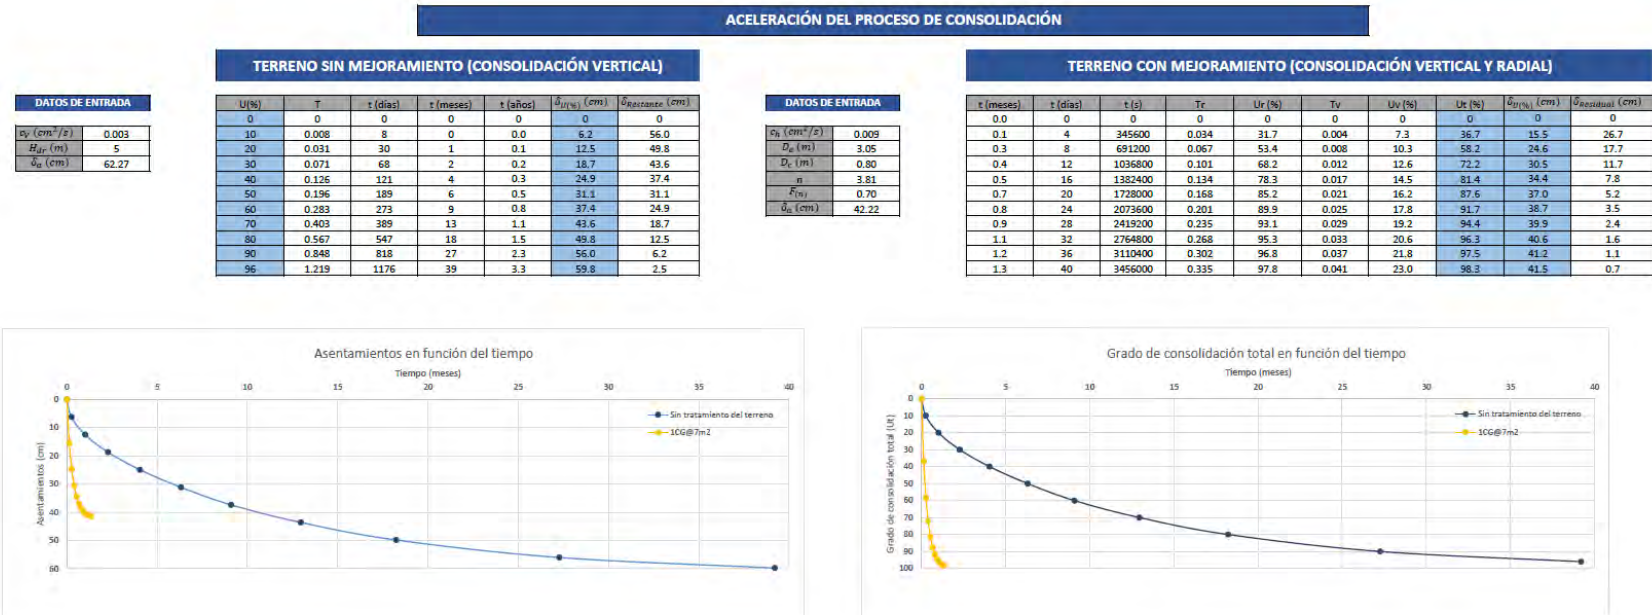 ACELERACIÓN DEL PROCESO DE CONSOLIDACIÓN
TERRENO SIN MEJORAMIENTO (CONSOLIDACIÓN VERTICAL)
DATOS DE ENTRADA
c_v (cm²/s) 0.003
H_dr (m) 5
δ_a (cm) 62.27
U(%) T t (días) t (meses) t (años) δ_U(%) (cm) δ_Restante (cm)
0 0 0 0 0 0 0
10 0.008 8 0 0.0 6.2 56.0
20 0.031 30 1 0.1 12.5 49.8
30 0.071 68 2 0.2 18.7 43.6
40 0.126 121 4 0.3 24.9 37.4
50 0.196 189 6 0.5 31.1 31.1
60 0.283 273 9 0.8 37.4 24.9
70 0.403 389 13 1.1 43.6 18.7
80 0.567 547 18 1.5 49.8 12.5
90 0.848 818 27 2.3 56.0 6.2
96 1.219 1176 39 3.3 59.8 2.5
TERRENO CON MEJORAMIENTO (CONSOLIDACIÓN VERTICAL Y RADIAL)
DATOS DE ENTRADA
c_h (cm²/s) 0.009
D_e (m) 3.05
D_c (m) 0.80
n 3.81
F(n) 0.70
δ_a (cm) 42.22
t (meses) t (días) t (s) Tr Ur (%) Tv Uv (%) Ut (%) δ_U(%) (cm) δ_Residual (cm)
0.0 0 0 0 0 0 0 0 0 0
0.1 4 345600 0.034 31.7 0.004 7.3 36.7 15.5 26.7
0.3 8 691200 0.067 53.4 0.008 10.3 58.2 24.6 17.7
0.4 12 1036800 0.101 68.2 0.012 12.6 72.2 30.5 11.7
0.5 16 1382400 0.134 78.3 0.017 14.5 81.4 34.4 7.8
0.7 20 1728000 0.168 85.2 0.021 16.2 87.6 37.0 5.2
0.8 24 2073600 0.201 89.9 0.025 17.8 91.7 38.7 3.5
0.9 28 2419200 0.235 93.1 0.029 19.2 94.4 39.9 2.4
1.1 32 2764800 0.268 95.3 0.033 20.6 96.3 40.6 1.6
1.2 36 3110400 0.302 96.8 0.037 21.8 97.5 41.2 1.1
1.3 40 3456000 0.335 97.8 0.041 23.0 98.3 41.5 0.7
Asentamientos en función del tiempo
Tiempo (meses)
0 5 10 15 20 25 30 35 40
Asentamientos (cm)
0
10
20
30
40
50
60
Sin tratamiento del terreno
1CG@7m2
Grado de consolidación total en función del tiempo
Tiempo (meses)
0 5 10 15 20 25 30 35 40
Grado de consolidación total (Ut)
0
10
20
30
40
50
60
70
80
90
100
Sin tratamiento del terreno
1CG@7m2